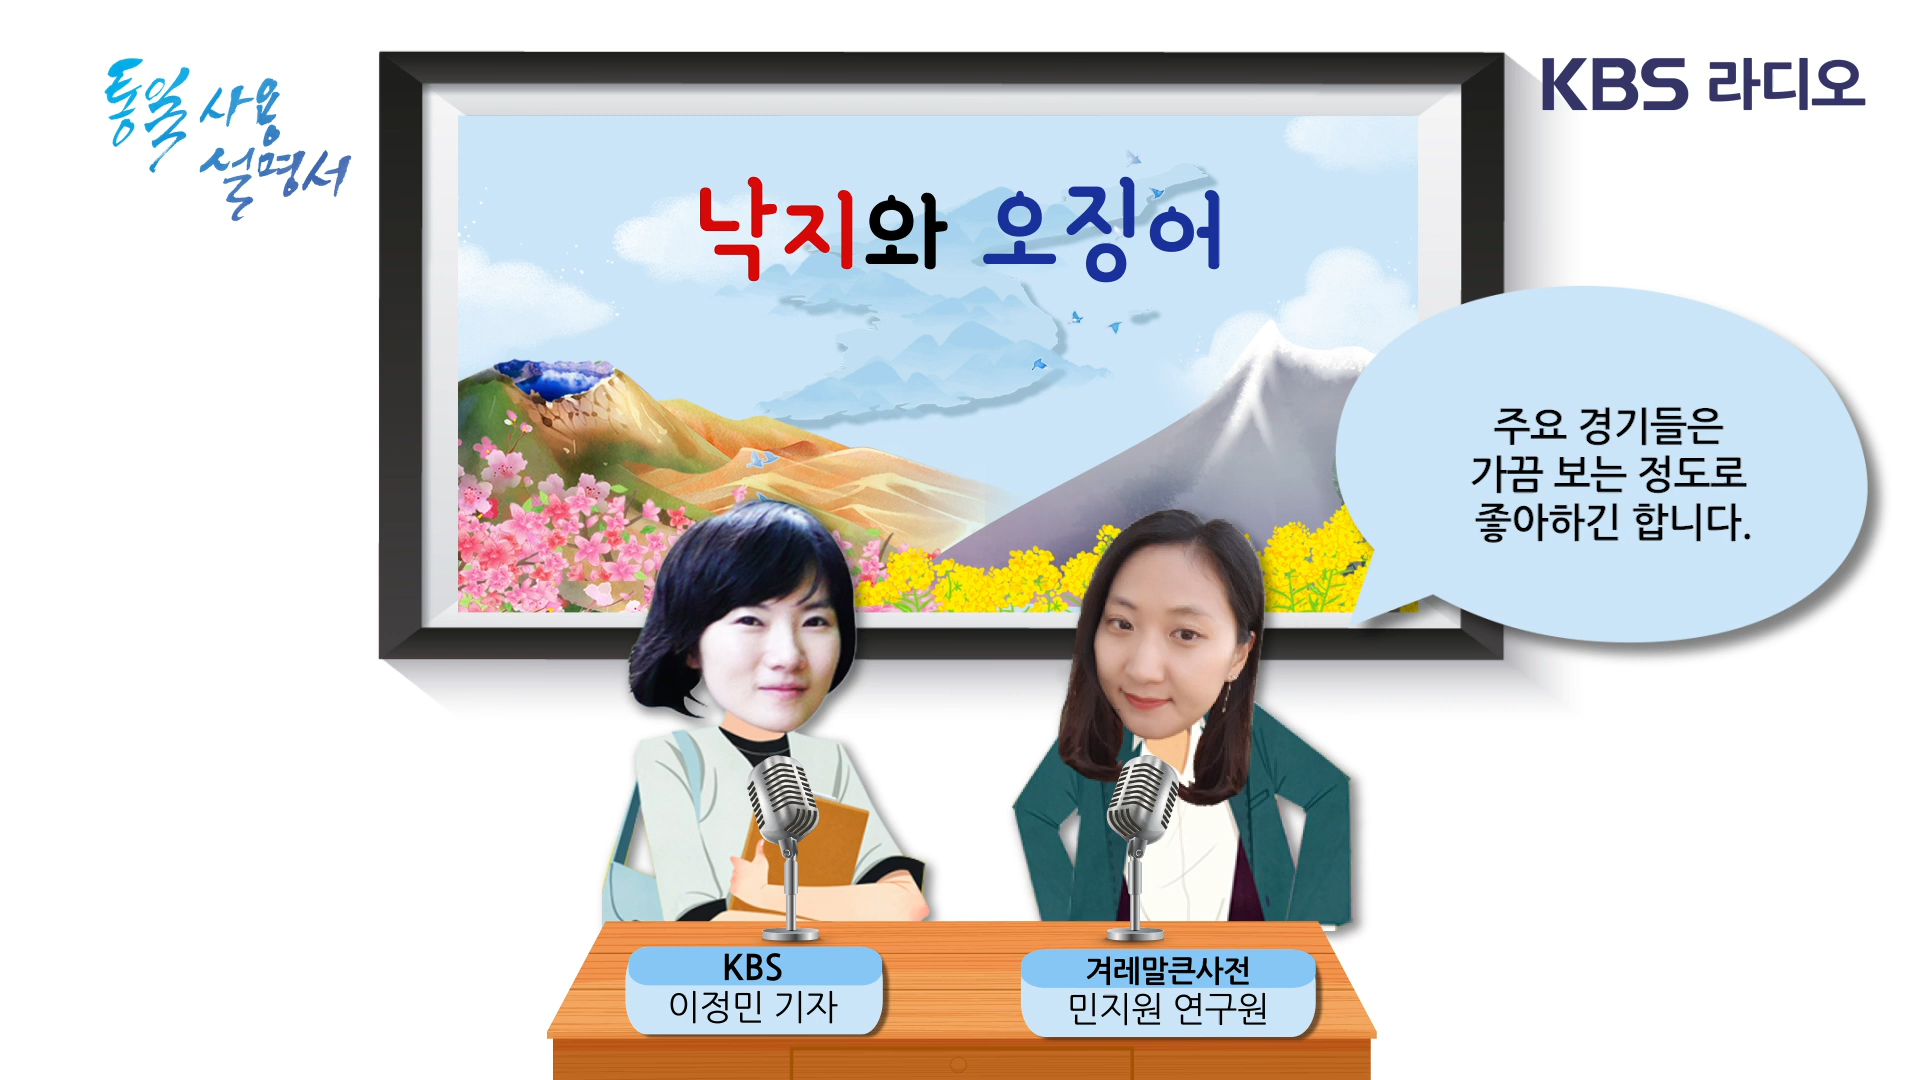 통일 사용
설명서
KBS 라디오
낙지와 오징어
주요 경기들은
가끔 보는 정도로
좋아하긴 합니다.
KBS
이정민 기자
겨레말큰사전
민지원 연구원